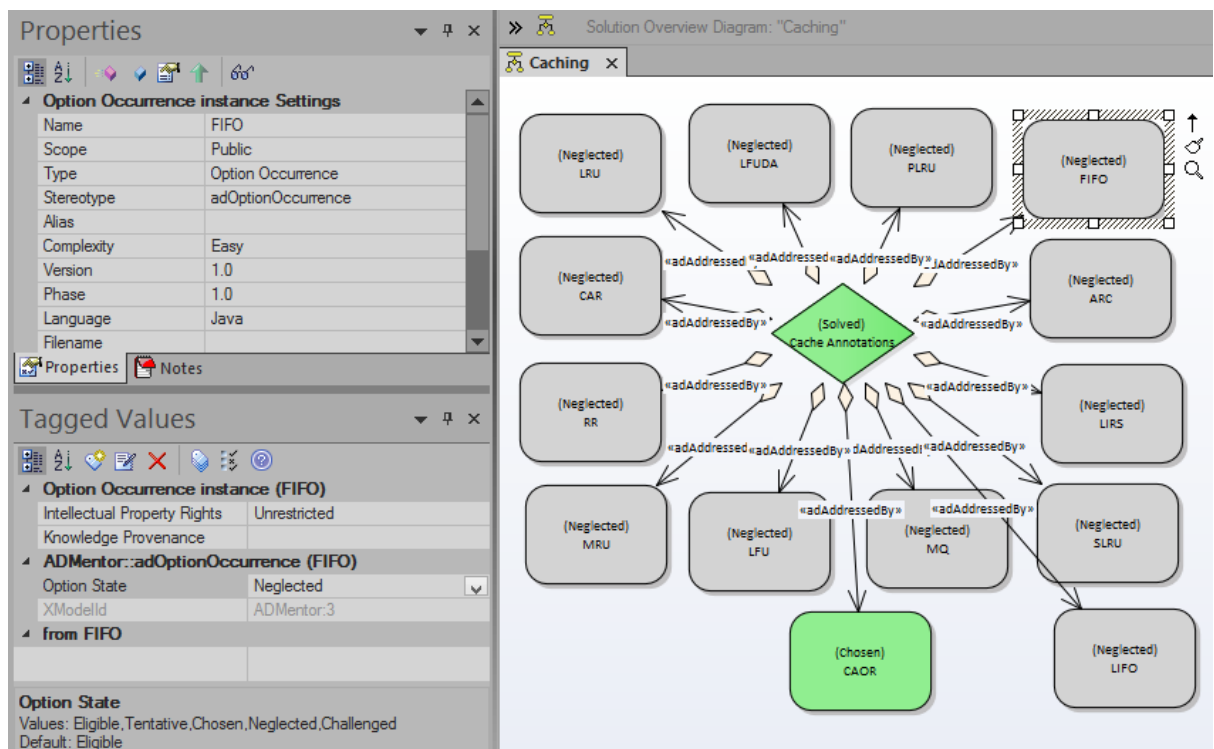 Properties
Option Occurrence instance Settings
Name FIFO
Scope Public
Type Option Occurrence
Stereotype adOptionOccurrence
Alias
Complexity Easy
Version 1.0
Phase 1.0
Language Java
Filename
Properties Notes
Tagged Values
Option Occurrence instance (FIFO)
Intellectual Property Rights Unrestricted
Knowledge Provenance
ADMentor::adOptionOccurrence (FIFO)
Option State Neglected
XModelId ADMentor:3
from FIFO
Option State
Values: Eligible,Tentative,Chosen,Neglected,Challenged
Default: Eligible
Solution Overview Diagram: "Caching"
Caching
(Neglected)
LRU
(Neglected)
LFUDA
(Neglected)
PLRU
(Neglected)
FIFO
«adAddressed
«adAddressed
«adAddressedBy»
dAddressedBy»
(Neglected)
CAR
(Neglected)
ARC
«adAddressedBy»
(Solved)
Cache Annotations
«adAddressedBy»
(Neglected)
RR
«adAddressedBy»
«adAddressedBy»
(Neglected)
LIRS
«adAddressed
«adAddressedBy»
dAddressedl
«adAddressedBy»
(Neglected)
MRU
(Neglected)
LFU
«adAddressedBy»
(Neglected)
MQ
«adAddressedBy»
(Neglected)
SLRU
(Chosen)
CAOR
(Neglected)
LIFO